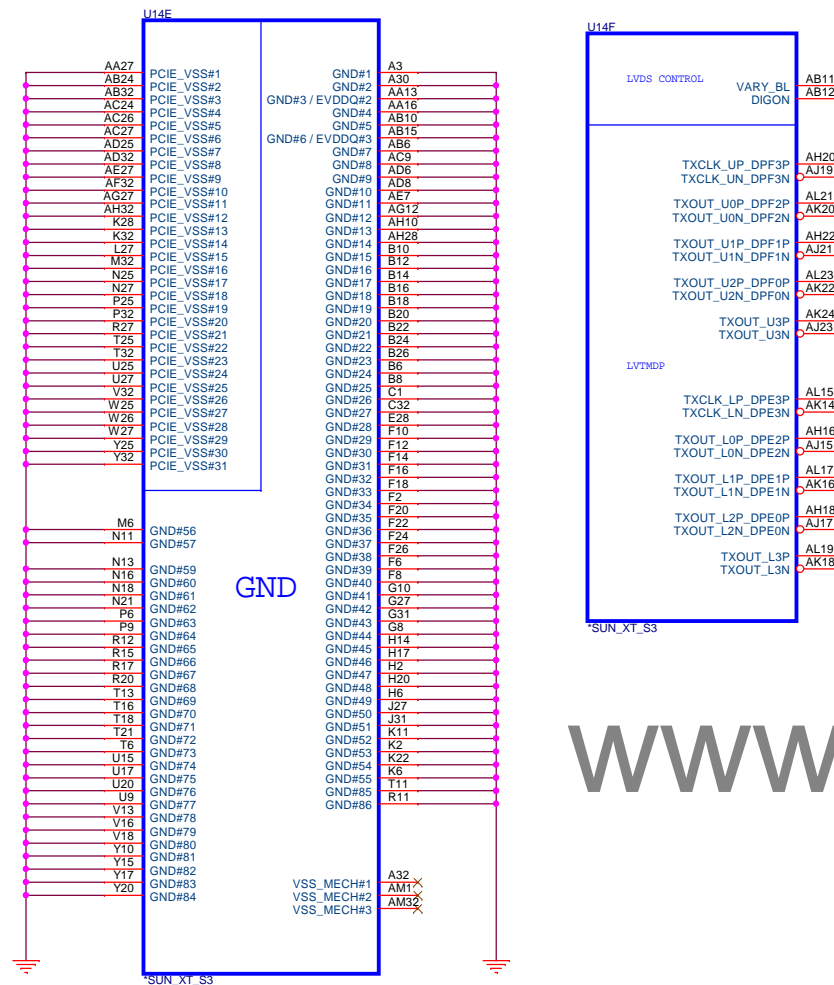 U14E
AA27 PCIE_VSS#1
AB24 PCIE_VSS#2
AB32 PCIE_VSS#3
AC24 PCIE_VSS#4
AC26 PCIE_VSS#5
AC27 PCIE_VSS#6
AD25 PCIE_VSS#7
AD32 PCIE_VSS#8
AE27 PCIE_VSS#9
AF32 PCIE_VSS#10
AG27 PCIE_VSS#11
AH32 PCIE_VSS#12
K28 PCIE_VSS#13
K32 PCIE_VSS#14
L27 PCIE_VSS#15
M32 PCIE_VSS#16
N25 PCIE_VSS#17
N27 PCIE_VSS#18
P25 PCIE_VSS#19
P32 PCIE_VSS#20
R27 PCIE_VSS#21
T25 PCIE_VSS#22
T32 PCIE_VSS#23
U25 PCIE_VSS#24
U27 PCIE_VSS#25
V32 PCIE_VSS#26
W25 PCIE_VSS#27
W26 PCIE_VSS#28
W27 PCIE_VSS#29
Y25 PCIE_VSS#30
Y32 PCIE_VSS#31
M6 GND#56
N11 GND#57
N13 GND#59
N16 GND#60
N18 GND#61
N21 GND#62
P6 GND#63
P9 GND#64
R12 GND#65
R15 GND#66
R17 GND#67
R20 GND#68
T13 GND#69
T16 GND#70
T18 GND#71
T21 GND#72
T6 GND#73
U15 GND#74
U17 GND#75
U20 GND#76
U9 GND#77
V13 GND#78
V16 GND#79
V18 GND#80
Y10 GND#81
Y15 GND#82
Y17 GND#83
Y20 GND#84
GND
GND#1 A3
GND#2 A30
GND#3 / EVDDQ#2 AA13
GND#4 AA16
GND#5 AB10
GND#6 / EVDDQ#3 AB15
GND#7 AB6
GND#8 AC9
GND#9 AD6
GND#10 AD8
GND#11 AE7
GND#12 AG12
GND#13 AH10
GND#14 AH28
GND#15 B10
GND#16 B12
GND#17 B14
GND#18 B16
GND#19 B18
GND#20 B20
GND#21 B22
GND#22 B24
GND#23 B26
GND#24 B6
GND#25 B8
GND#26 C1
GND#27 C32
GND#28 E28
GND#29 F10
GND#30 F12
GND#31 F14
GND#32 F16
GND#33 F18
GND#34 F2
GND#35 F20
GND#36 F22
GND#37 F24
GND#38 F26
GND#39 F6
GND#40 F8
GND#41 G10
GND#42 G27
GND#43 G31
GND#44 G8
GND#45 H14
GND#46 H17
GND#47 H2
GND#48 H20
GND#49 H6
GND#50 J27
GND#51 J31
GND#52 K11
GND#53 K2
GND#54 K22
GND#55 K6
GND#85 T11
GND#86 R11
VSS_MECH#1 A32
VSS_MECH#2 AM1
VSS_MECH#3 AM32
*SUN_XT_S3
U14F
LVDS CONTROL
VARY_BL AB11
DIGON AB12
TXCLK_UP_DPF3P AH20
TXCLK_UN_DPF3N AJ19
TXOUT_U0P_DPF2P AL21
TXOUT_U0N_DPF2N AK20
TXOUT_U1P_DPF1P AH22
TXOUT_U1N_DPF1N AJ21
TXOUT_U2P_DPF0P AL23
TXOUT_U2N_DPF0N AK22
TXOUT_U3P AK24
TXOUT_U3N AJ23
LVTMDP
TXCLK_LP_DPE3P AL15
TXCLK_LN_DPE3N AK14
TXOUT_L0P_DPE2P AH16
TXOUT_L0N_DPE2N AJ15
TXOUT_L1P_DPE1P AL17
TXOUT_L1N_DPE1N AK16
TXOUT_L2P_DPE0P AH18
TXOUT_L2N_DPE0N AJ17
TXOUT_L3P AL19
TXOUT_L3N AK18
*SUN_XT_S3
www